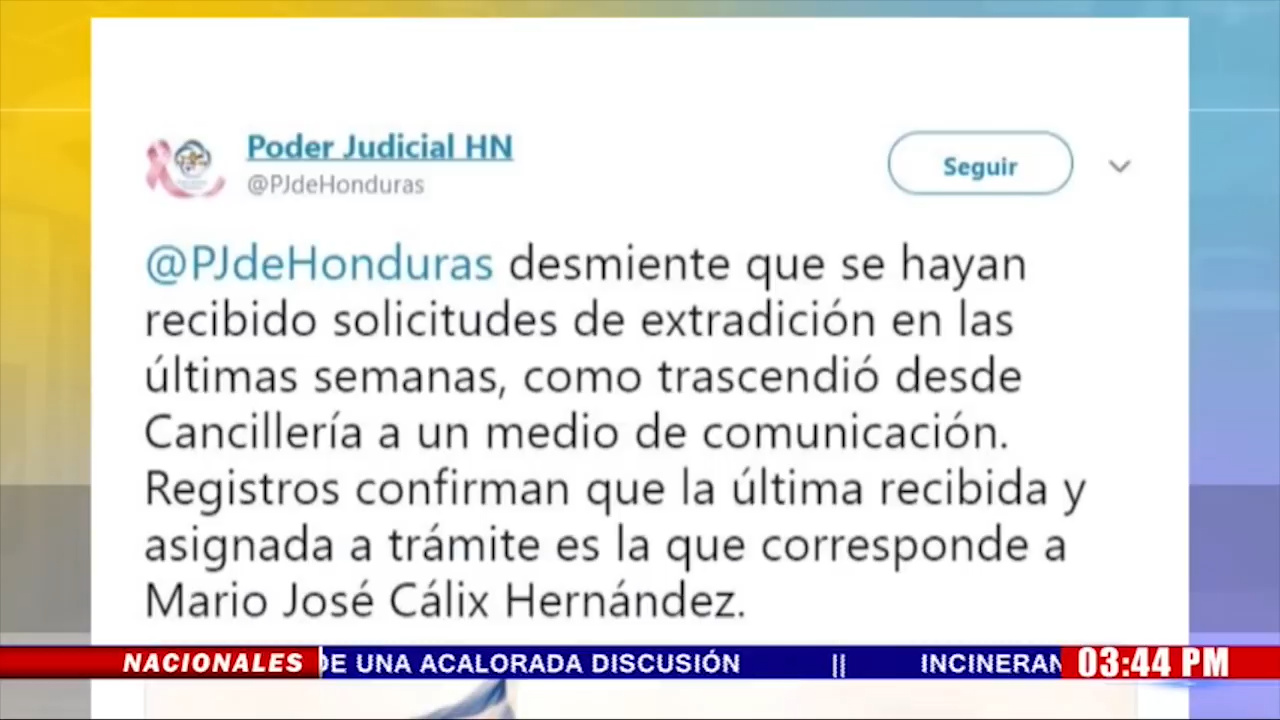 Poder Judicial HN
@PJdeHonduras
Seguir
@PJdeHonduras desmiente que se hayan
recibido solicitudes de extradición en las
últimas semanas, como trascendió desde
Cancillería a un medio de comunicación.
Registros confirman que la última recibida y
asignada a trámite es la que corresponde a
Mario José Cálix Hernández.
NACIONALES
DE UNA ACALORADA DISCUSIÓN || INCINERAN
03:44 PM